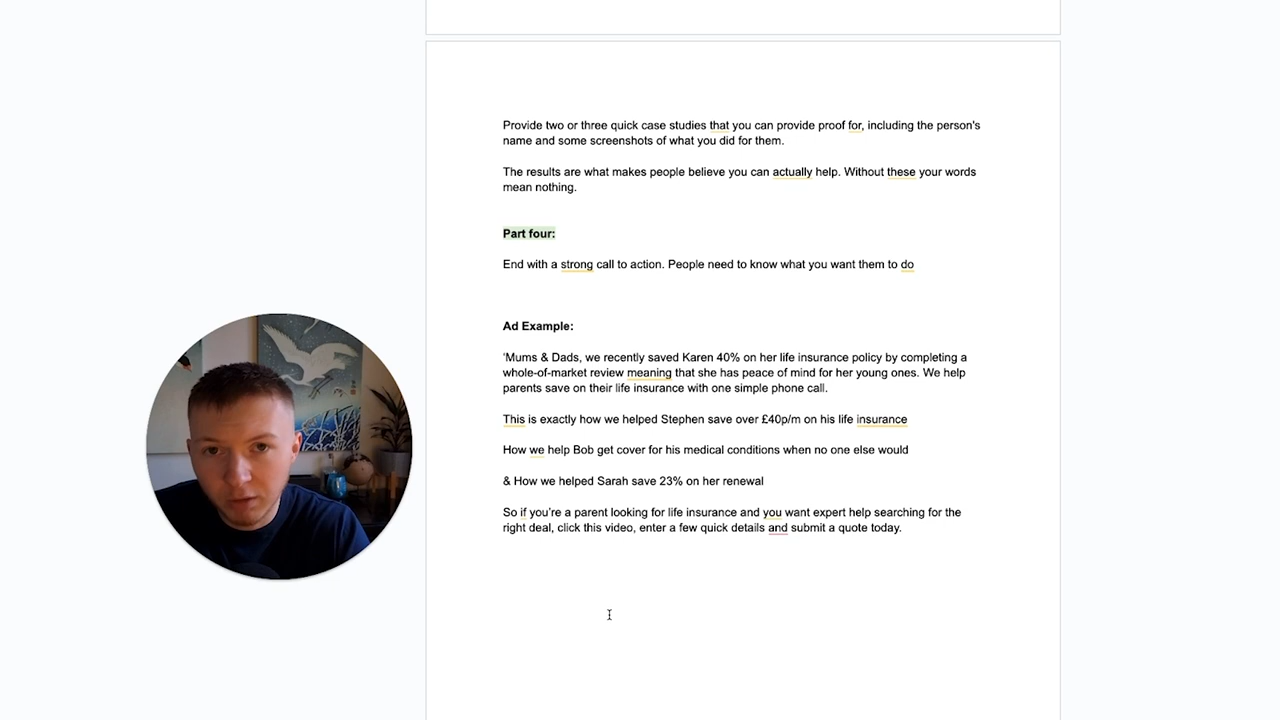 Provide two or three quick case studies that you can provide proof for, including the person's
name and some screenshots of what you did for them.
The results are what makes people believe you can actually help. Without these your words
mean nothing.
Part four:
End with a strong call to action. People need to know what you want them to do
Ad Example:
'Mums & Dads, we recently saved Karen 40% on her life insurance policy by completing a
whole-of-market review meaning that she has peace of mind for her young ones. We help
parents save on their life insurance with one simple phone call.
This is exactly how we helped Stephen save over £40p/m on his life insurance
How we help Bob get cover for his medical conditions when no one else would
& How we helped Sarah save 23% on her renewal
So if you're a parent looking for life insurance and you want expert help searching for the
right deal, click this video, enter a few quick details and submit a quote today.